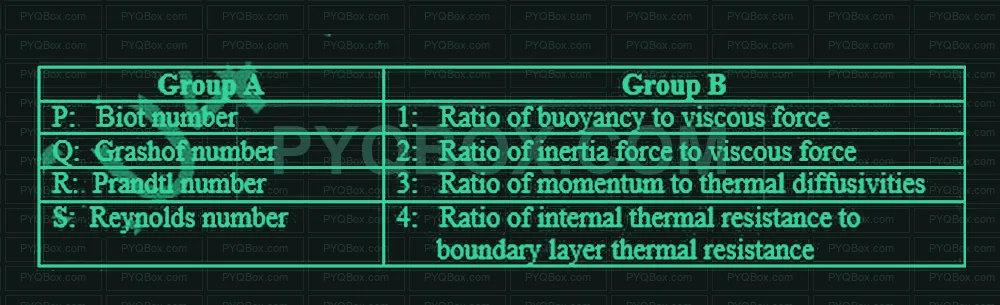 Group A Group B
P: Biot number 1: Ratio of buoyancy to viscous force
Q: Grashof number 2: Ratio of inertia force to viscous force
R: Prandtl number 3: Ratio of momentum to thermal diffusivities
S: Reynolds number 4: Ratio of internal thermal resistance to
boundary layer thermal resistance
PYQBOX.COM